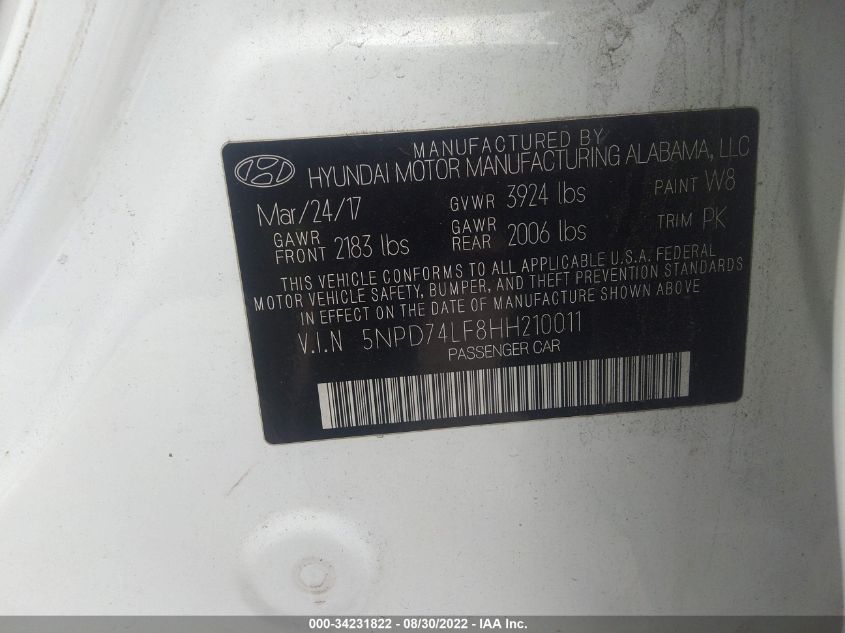 MANUFACTURED BY
HYUNDAI MOTOR MANUFACTURING ALABAMA, LLC
Mar/24/17 GVWR 3924 lbs PAINT W8
GAWR FRONT 2183 lbs GAWR REAR 2006 lbs TRIM PK
THIS VEHICLE CONFORMS TO ALL APPLICABLE U.S.A. FEDERAL
MOTOR VEHICLE SAFETY, BUMPER, AND THEFT PREVENTION STANDARDS
IN EFFECT ON THE DATE OF MANUFACTURE SHOWN ABOVE
V.I.N 5NPD74LF8HH210011
PASSENGER CAR
000-34231822 - 08/30/2022 - IAA Inc.